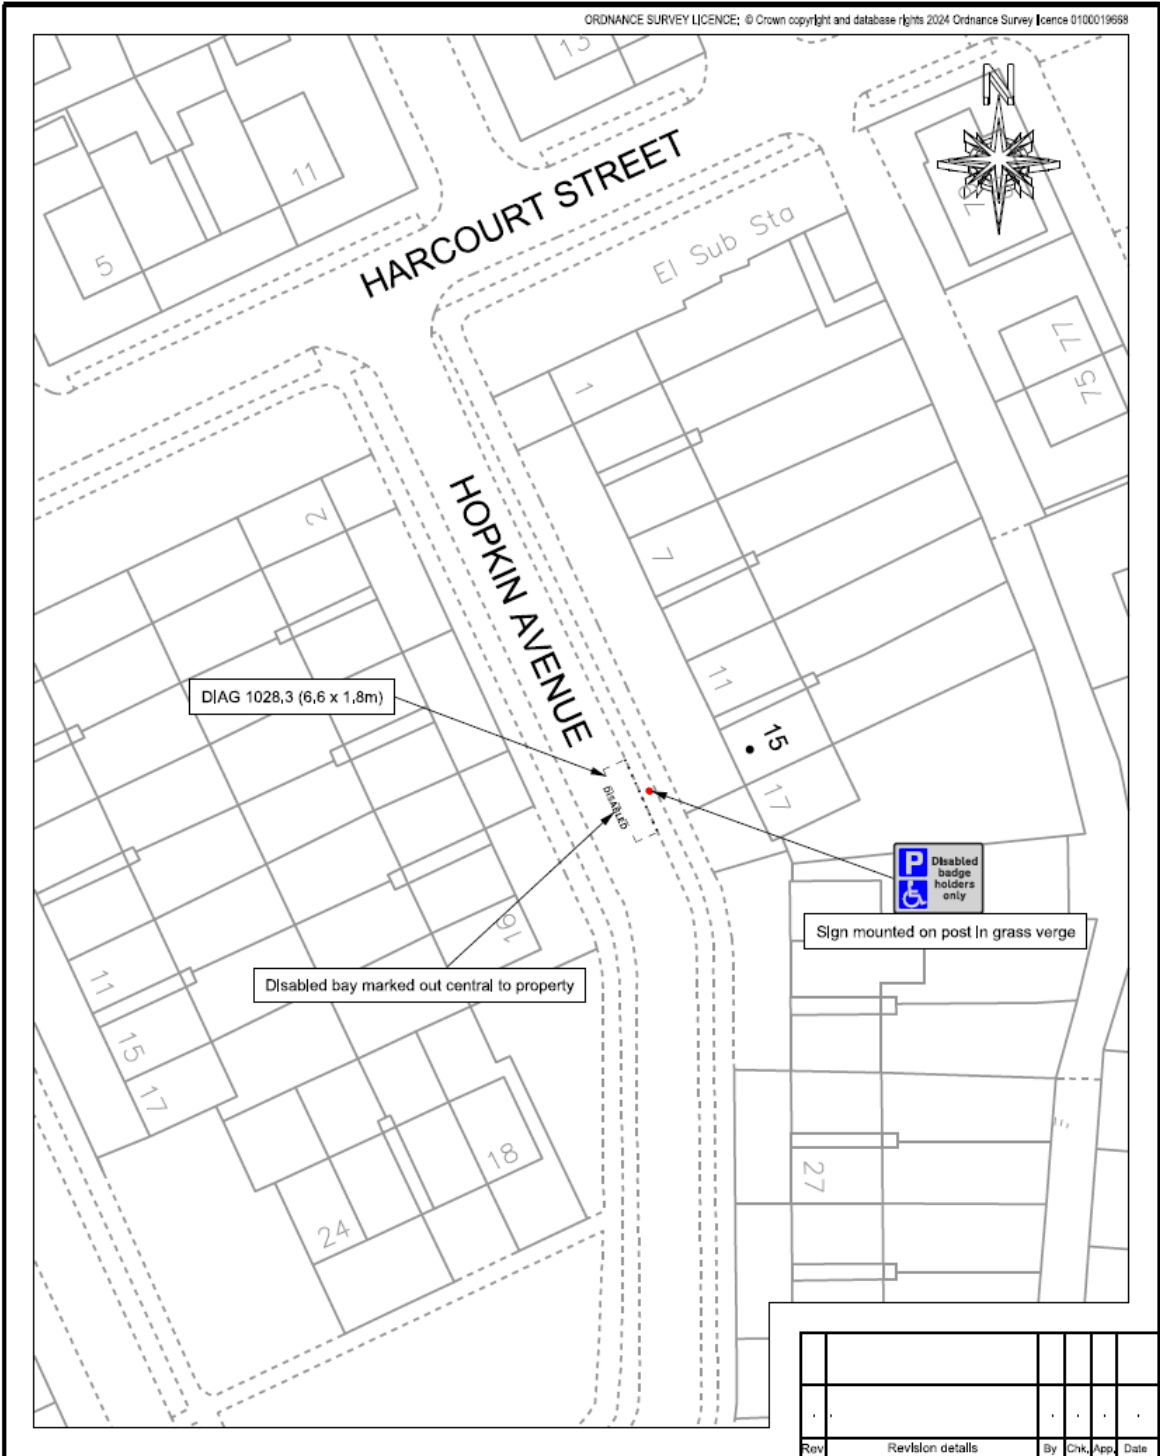 ORDNANCE SURVEY LICENCE; © Crown copyright and database rights 2024 Ordnance Survey licence 0100019668
13
N
11
HARCOURT STREET
5
El Sub Sta
77
75
1
2
HOPKIN AVENUE
7
11
DIAG 1028.3 (6.6 x 1.8m)
15
17
DISABLED
P
Disabled
badge
holders
only
Sign mounted on post in grass verge
16
Disabled bay marked out central to property
11
15
17
18
27
24
Rev
Revision details
By
Chk.
App.
Date